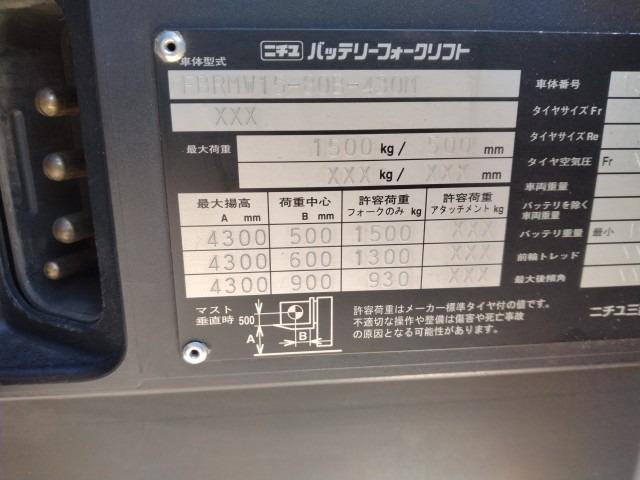 ニチユ バッテリーフォークリフト
車体型式
FBRMW15-80B-430M
XXX
最大荷重 1500 kg/ 500 mm
XXX kg/ XXX mm
最大揚高 A mm 荷重中心 B mm 許容荷重 フォークのみ kg 許容荷重 アタッチメント kg
4300 500 1500 XXX
4300 600 1300 XXX
4300 900 930 XXX
マスト
垂直時 500
A
B
許容荷重はメーカー標準タイヤ付の値です。
不適切な操作や整備は傷害や死亡事故
の原因となる可能性があります。
車体番号
タイヤサイズ Fr
タイヤサイズ Re
タイヤ空気圧 Fr
車両重量
バッテリを除く
車両重量
バッテリ重量 最小
前輪トレッド
最大後傾角
ニチユ三